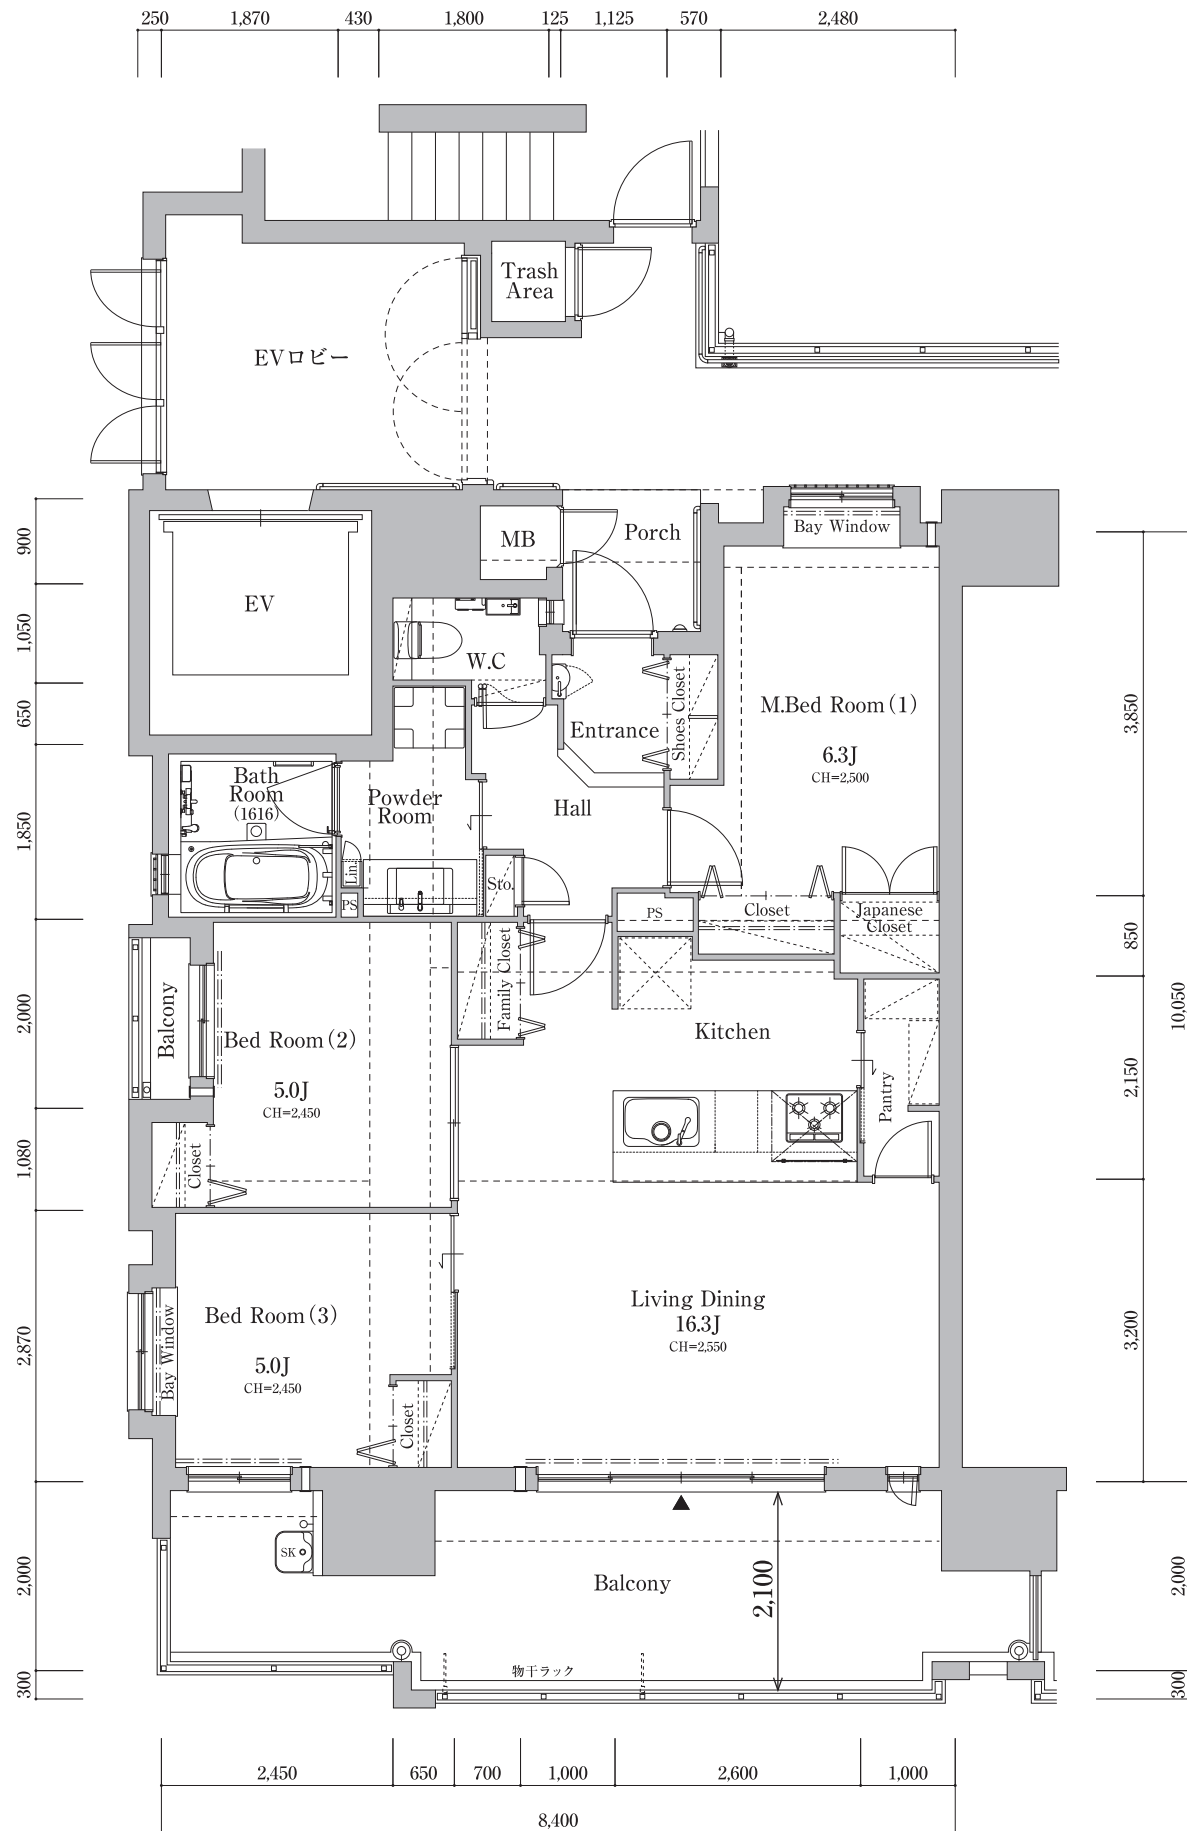 250 1,870 430 1,800 125 1,125 570 2,480
Trash
Area
EVロビー
MB
Porch
Bay Window
EV
W.C
Entrance
Shoes Closet
M.Bed Room (1)
6.3J
CH=2,500
Bath
Room
(1616)
Powder
Room
Hall
Lin.
Sto.
PS
PS
Closet
Japanese
Closet
Balcony
Family Closet
Bed Room (2)
5.0J
CH=2,450
Kitchen
Pantry
Closet
Bed Room (3)
5.0J
CH=2,450
Bay Window
Closet
Living Dining
16.3J
CH=2,550
SK
Balcony
2,100
物干ラック
900
1,050
650
1,850
2,000
1,080
2,870
2,000
300
3,850
850
2,150
3,200
10,050
2,000
300
2,450 650 700 1,000 2,600 1,000
8,400